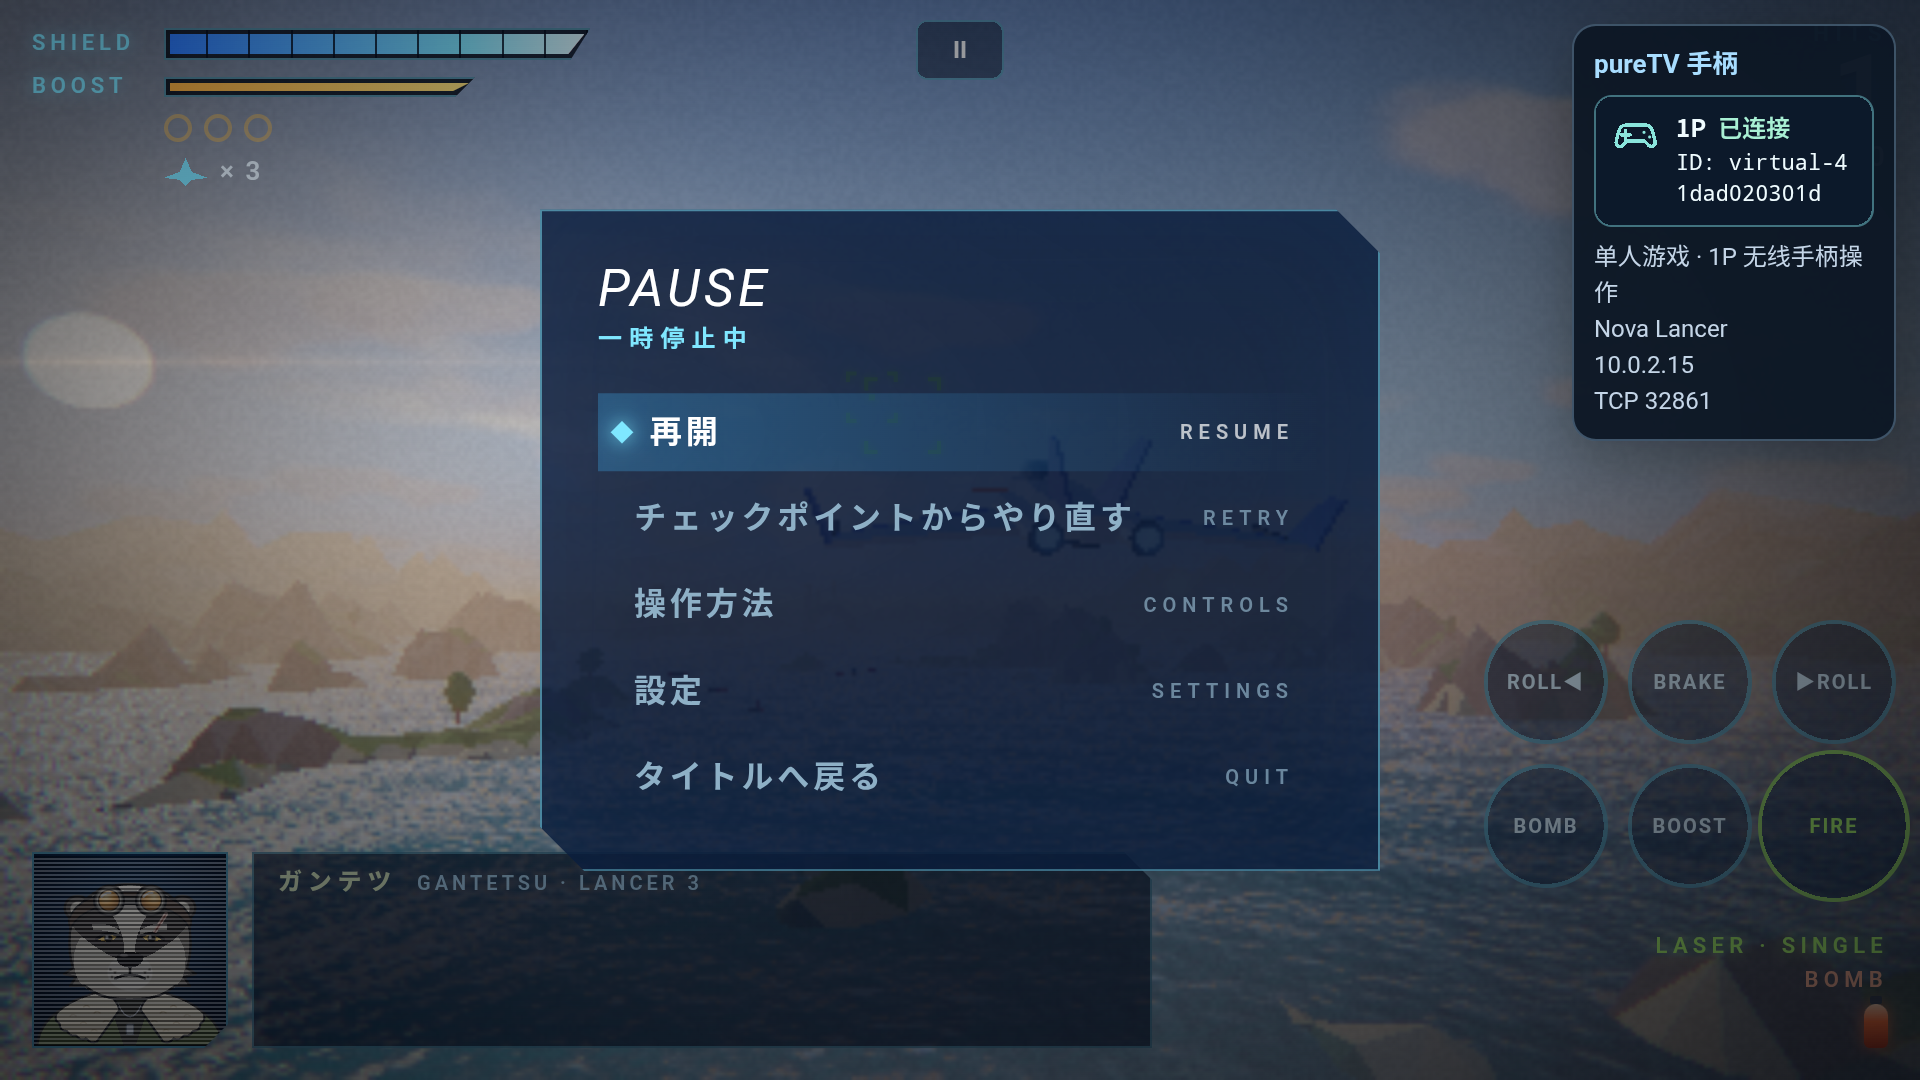 SHIELD
BOOST
× 3
pureTV 手柄
1P 已连接
ID: virtual-4
1dad020301d
单人游戏 · 1P 无线手柄操
作
Nova Lancer
10.0.2.15
TCP 32861
PAUSE
一時停止中
再開 RESUME
チェックポイントからやり直す RETRY
操作方法 CONTROLS
設定 SETTINGS
タイトルへ戻る QUIT
ROLL◀ BRAKE ▶ROLL
BOMB BOOST FIRE
ガンテツ GANTETSU · LANCER 3
LASER · SINGLE
BOMB